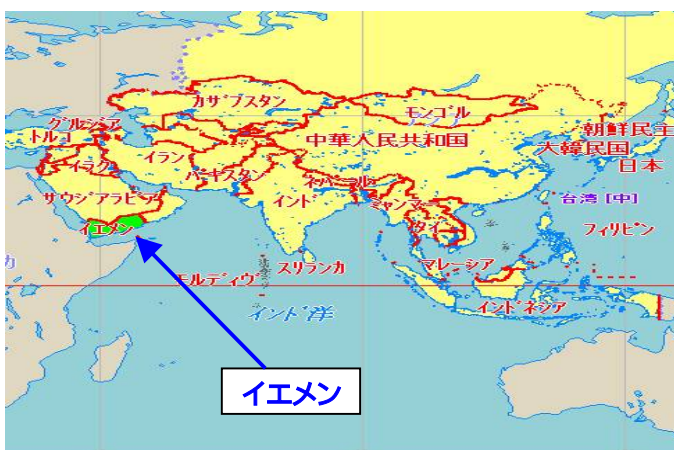 カザフスタン
モンゴル
グルジア
トルコ
中華人民共和国
朝鮮民主
大韓民国
日本
イラク
イラン
パキスタン
ネパール
サウジアラビア
インド
ミャンマー
台湾 [中]
イエメン
タイ
フィリピン
モルディヴ
スリランカ
マレーシア
インド洋
インドネシア
イエメン